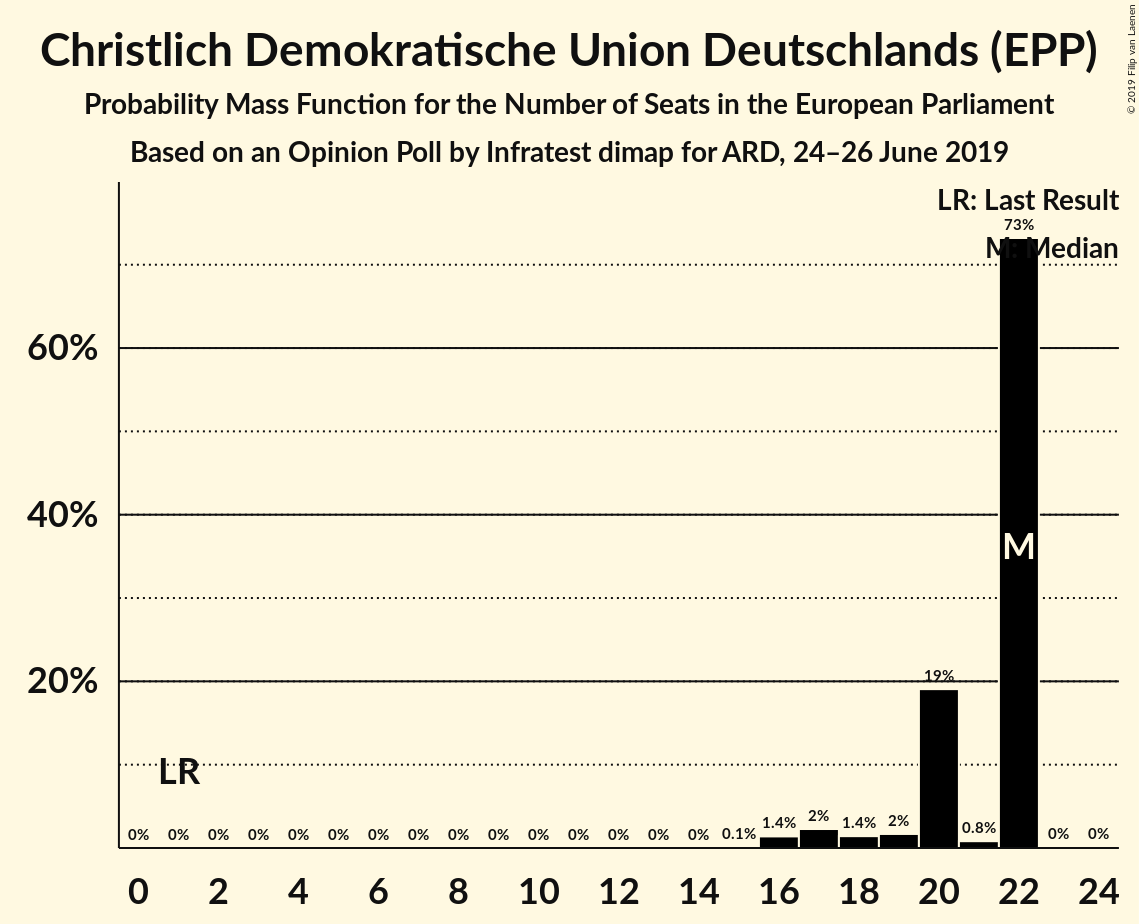 Christlich Demokratische Union Deutschlands (EPP)
Probability Mass Function for the Number of Seats in the European Parliament
Based on an Opinion Poll by Infratest dimap for ARD, 24–26 June 2019
© 2019 Filip van Laenen
LR: Last Result
73%
M: Median
60%
40%
M
20%
19%
LR
0% 0% 0% 0% 0% 0% 0% 0% 0% 0% 0% 0% 0% 0% 0% 0.1% 1.4% 2% 1.4% 2% 0.8% 0% 0%
0 2 4 6 8 10 12 14 16 18 20 22 24